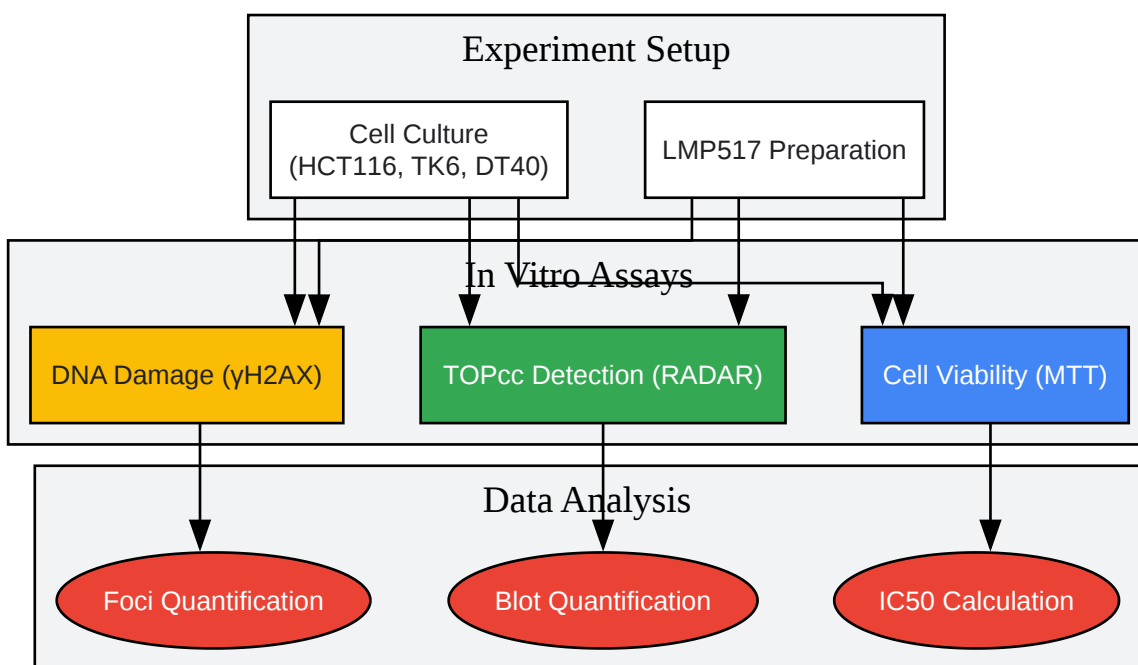 Experiment Setup
Cell Culture
(HCT116, TK6, DT40)
LMP517 Preparation
In Vitro Assays
DNA Damage (γH2AX)
TOPcc Detection (RADAR)
Cell Viability (MTT)
Data Analysis
Foci Quantification
Blot Quantification
IC50 Calculation